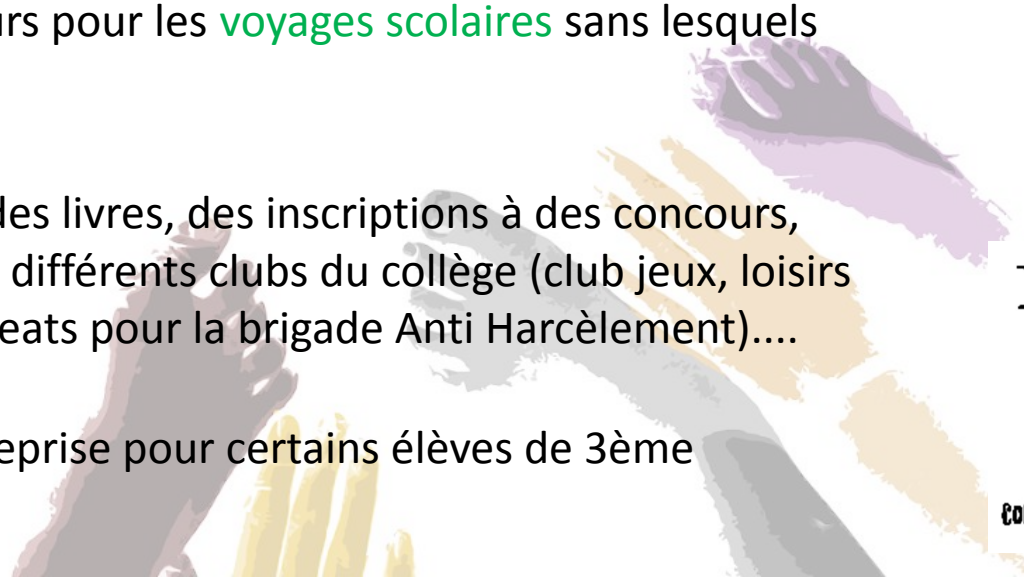 urs pour les voyages scolaires sans lesquels
des livres, des inscriptions à des concours,
différents clubs du collège (club jeux, loisirs
eats pour la brigade Anti Harcèlement)....
eprise pour certains élèves de 3ème